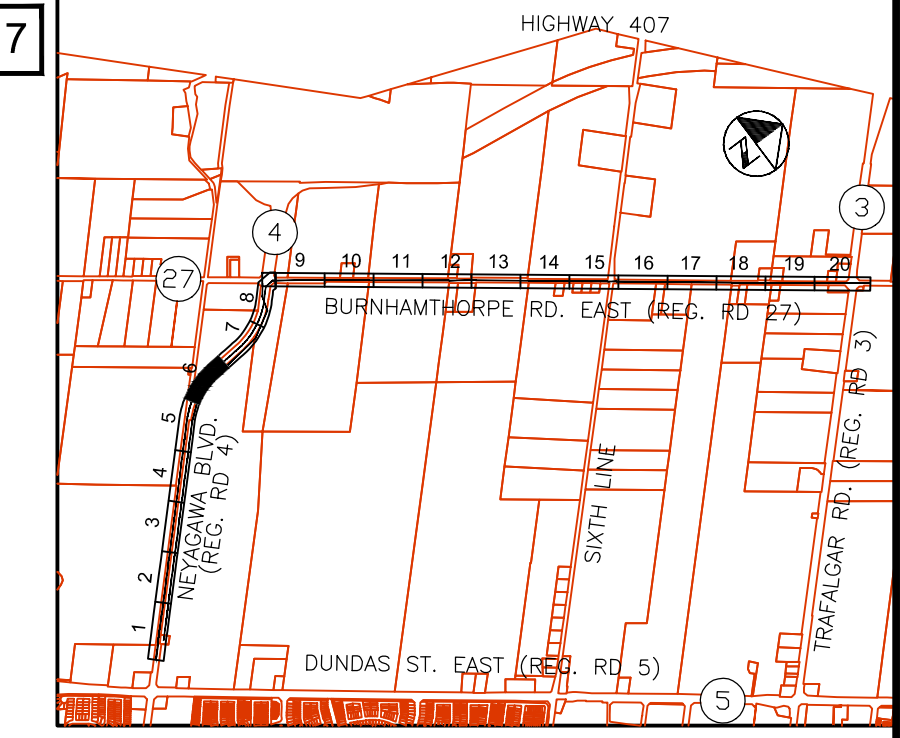 7
HIGHWAY 407
N
3
4
27
9 10 11 12 13 14 15 16 17 18 19 20
BURNHAMTHORPE RD. EAST (REG. RD 27)
8
7
6
5
4
3
2
1
NEYAGAWA BLVD.
(REG. RD 4)
SIXTH LINE
TRAFALGAR RD. (REG. RD 3)
DUNDAS ST. EAST (REG. RD 5)
5